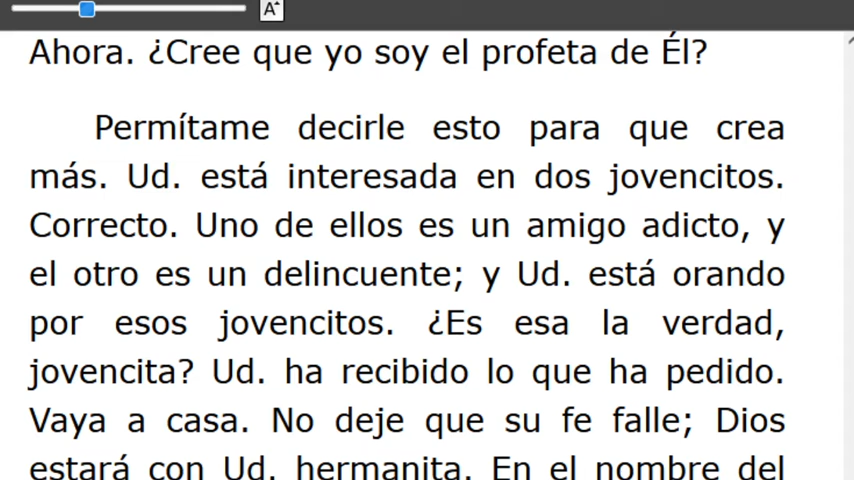 A
Ahora. ¿Cree que yo soy el profeta de Él?
Permítame decirle esto para que crea
más. Ud. está interesada en dos jovencitos.
Correcto. Uno de ellos es un amigo adicto, y
el otro es un delincuente; y Ud. está orando
por esos jovencitos. ¿Es esa la verdad,
jovencita? Ud. ha recibido lo que ha pedido.
Vaya a casa. No deje que su fe falle; Dios
estará con Ud. hermanita. En el nombre del